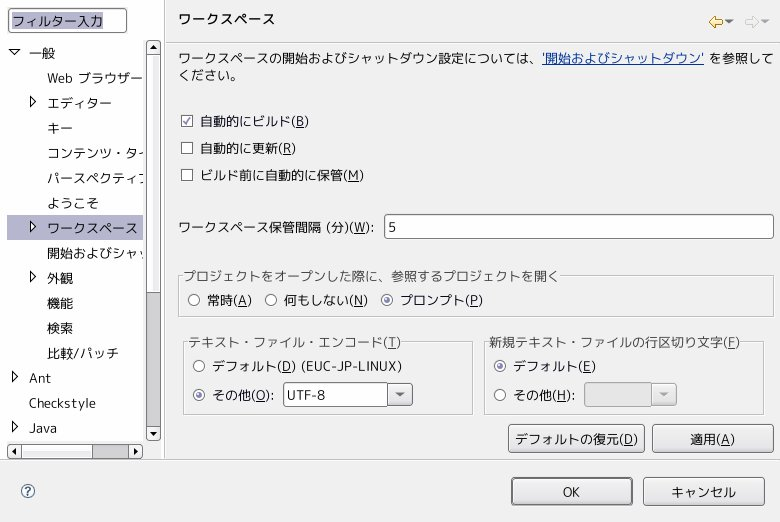 フィルター入力
一般
Web ブラウザー
エディター
キー
コンテンツ・タイ
パースペクティブ
ようこそ
ワークスペース
開始およびシャッ
外観
機能
検索
比較/パッチ
Ant
Checkstyle
Java
ワークスペース
ワークスペースの開始およびシャットダウン設定については、'開始およびシャットダウン' を参照して
ください。
自動的にビルド(B)
自動的に更新(R)
ビルド前に自動的に保管(M)
ワークスペース保管間隔 (分)(W): 5
プロジェクトをオープンした際に、参照するプロジェクトを開く
常時(A) 何もしない(N) プロンプト(P)
テキスト・ファイル・エンコード(T)
デフォルト(D) (EUC-JP-LINUX)
その他(O): UTF-8
新規テキスト・ファイルの行区切り文字(F)
デフォルト(E)
その他(H):
デフォルトの復元(D) 適用(A)
? OK キャンセル